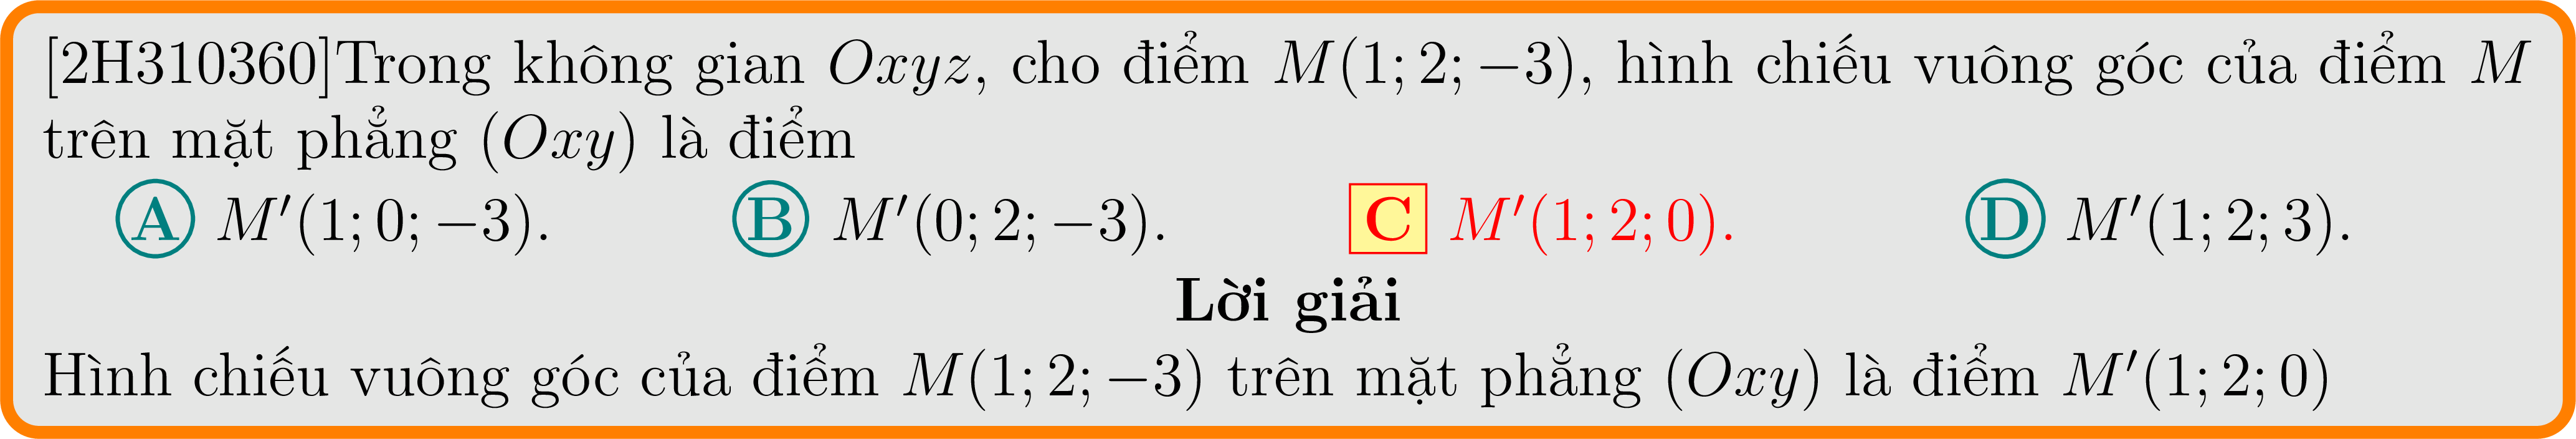 [2H310360]Trong không gian Oxyz, cho điểm M(1; 2; −3), hình chiếu vuông góc của điểm M
trên mặt phẳng (Oxy) là điểm
A M′(1; 0; −3). B M′(0; 2; −3). C M′(1; 2; 0). D M′(1; 2; 3).
Lời giải
Hình chiếu vuông góc của điểm M(1; 2; −3) trên mặt phẳng (Oxy) là điểm M′(1; 2; 0)